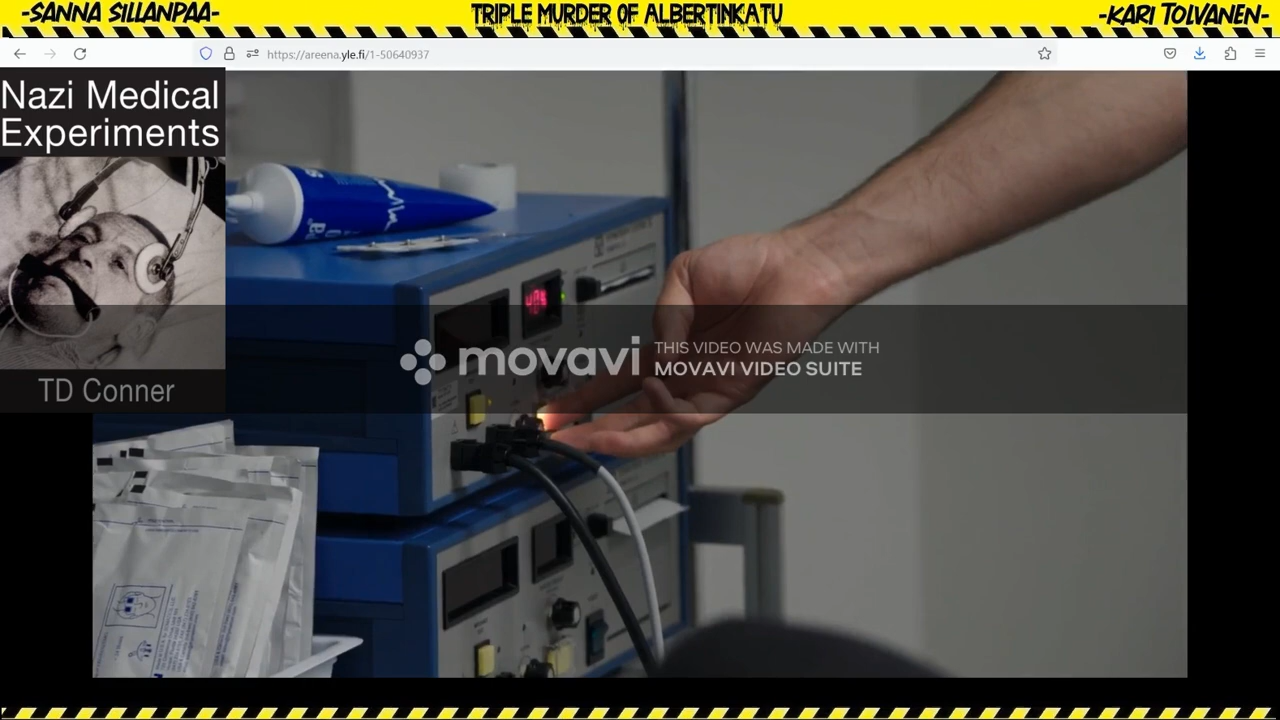 -SANNA SILLANPAA-
TRIPLE MURDER OF ALBERTINKATU
-KARI TOLVANEN-
https://areena.yle.fi/1-50640937
Nazi Medical
Experiments
TD Conner
movavi
THIS VIDEO WAS MADE WITH
MOVAVI VIDEO SUITE